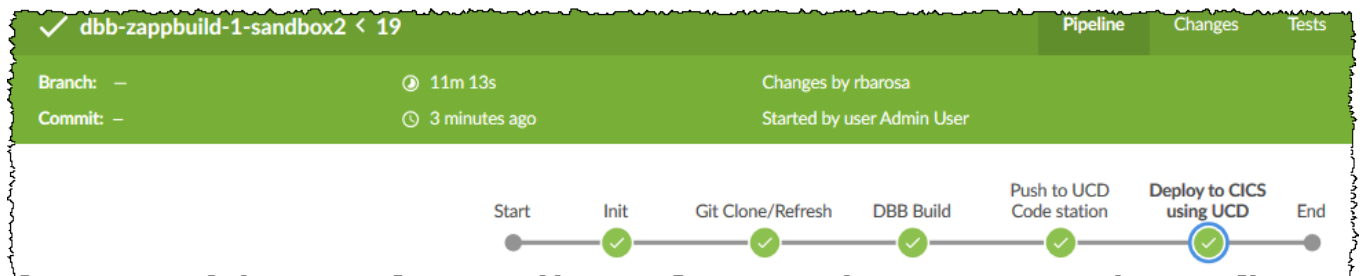 dbb-zappbuild-1-sandbox2 < 19
Pipeline Changes Tests
Branch: – 11m 13s Changes by rbarosa
Commit: – 3 minutes ago Started by user Admin User
Start Init Git Clone/Refresh DBB Build Push to UCD Code station Deploy to CICS using UCD End